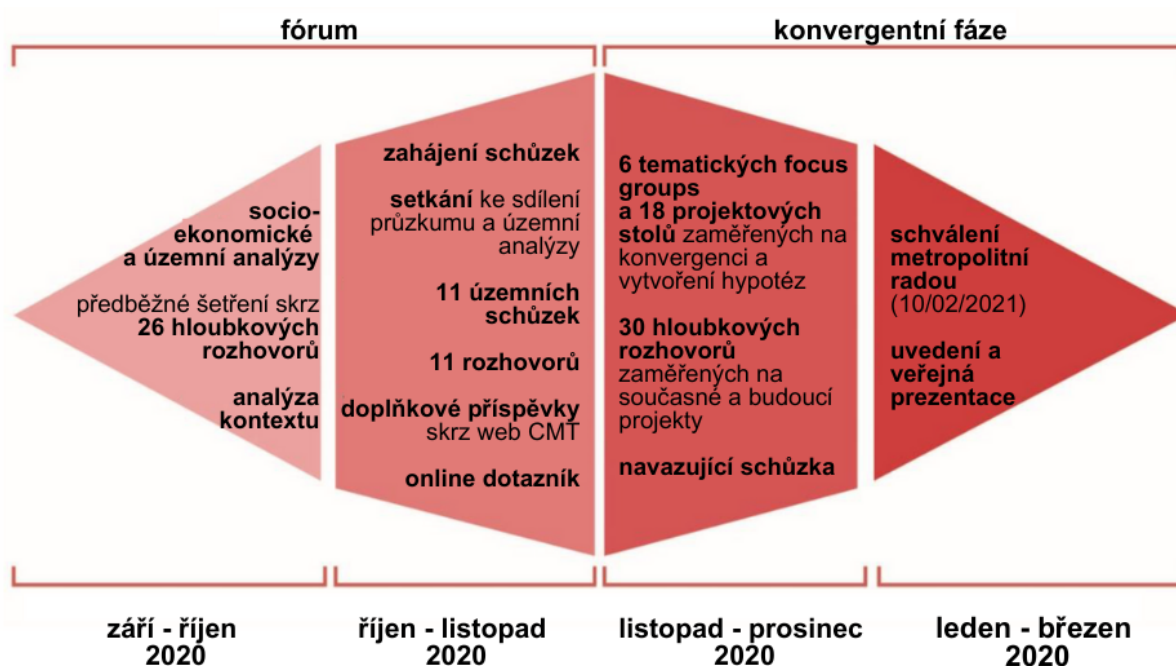 fórum
konvergentní fáze
socio-
ekonomické
a územní analýzy
předběžné šetření skrz
26 hloubkových
rozhovorů
analýza
kontextu
zahájení schůzek
setkání ke sdílení
průzkumu a územní
analýzy
11 územních
schůzek
11 rozhovorů
doplňkové příspěvky
skrz web CMT
online dotazník
6 tematických focus
groups
a 18 projektových
stolů zaměřených na
konvergenci a
vytvoření hypotéz
30 hloubkových
rozhovorů
zaměřených na
současné a budoucí
projekty
navazující schůzka
schválení
metropolitní
radou
(10/02/2021)
uvedení a
veřejná
prezentace
září - říjen
2020
říjen - listopad
2020
listopad - prosinec
2020
leden - březen
2020